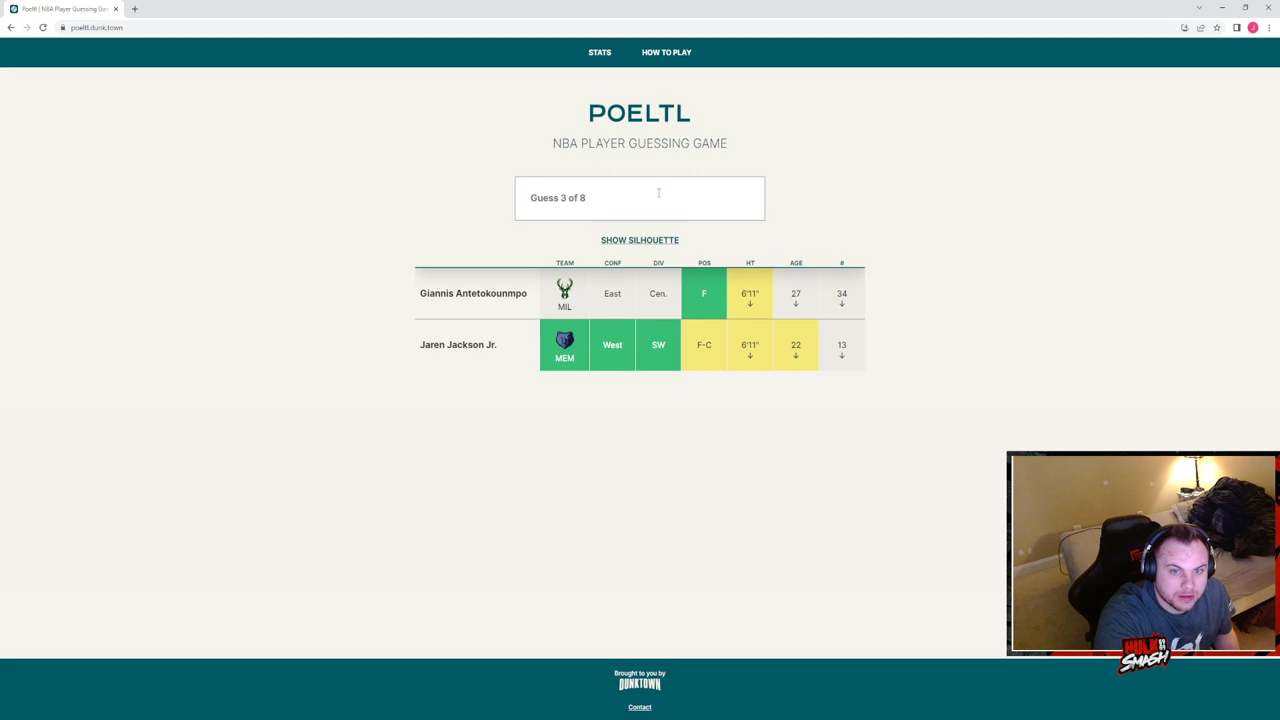 Poeltl | NBA Player Guessing Gam
poeltl.dunk.town
STATS HOW TO PLAY
POELTL
NBA PLAYER GUESSING GAME
Guess 3 of 8
SHOW SILHOUETTE
TEAM CONF DIV POS HT AGE #
Giannis Antetokounmpo MIL East Cen. F 6'11" ↓ 27 ↓ 34 ↓
Jaren Jackson Jr. MEM West SW F-C 6'11" ↓ 22 ↓ 13 ↓
HULK
SMASH
Brought to you by
DUNKTOWN
Contact